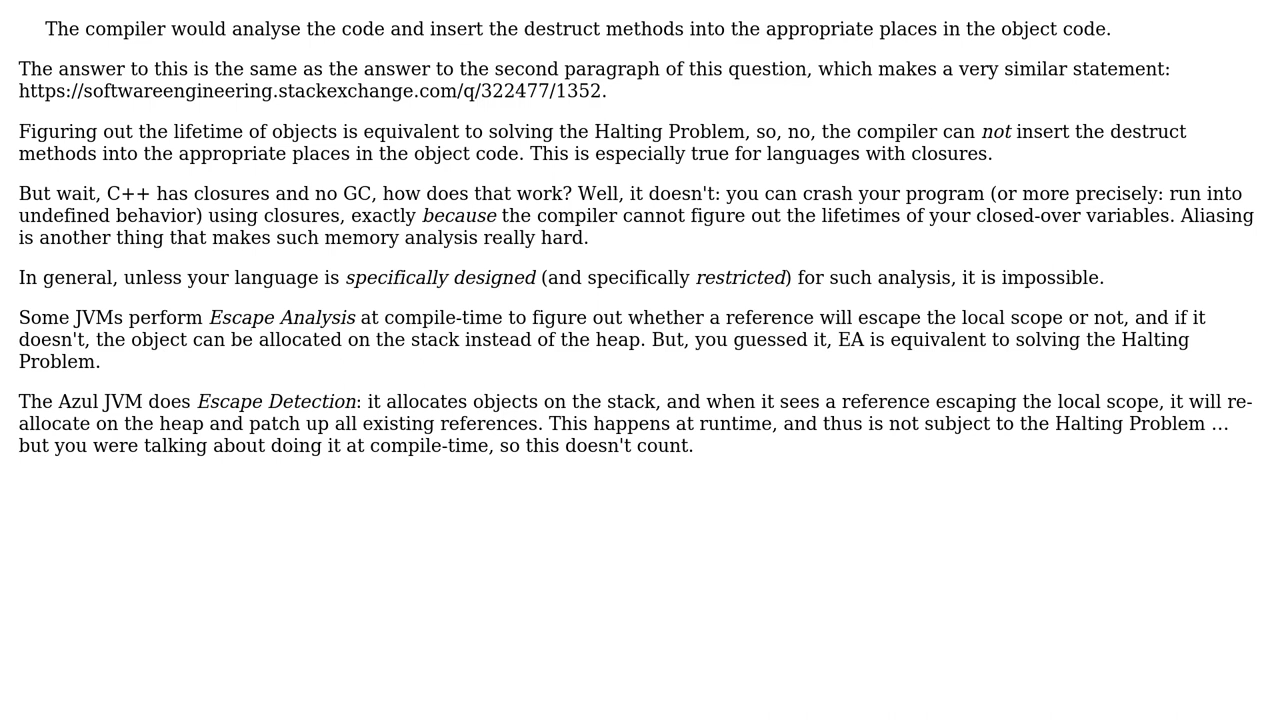 The compiler would analyse the code and insert the destruct methods into the appropriate places in the object code.
The answer to this is the same as the answer to the second paragraph of this question, which makes a very similar statement:
https://softwareengineering.stackexchange.com/q/322477/1352.
Figuring out the lifetime of objects is equivalent to solving the Halting Problem, so, no, the compiler can not insert the destruct
methods into the appropriate places in the object code. This is especially true for languages with closures.
But wait, C++ has closures and no GC, how does that work? Well, it doesn't: you can crash your program (or more precisely: run into
undefined behavior) using closures, exactly because the compiler cannot figure out the lifetimes of your closed-over variables. Aliasing
is another thing that makes such memory analysis really hard.
In general, unless your language is specifically designed (and specifically restricted) for such analysis, it is impossible.
Some JVMs perform Escape Analysis at compile-time to figure out whether a reference will escape the local scope or not, and if it
doesn't, the object can be allocated on the stack instead of the heap. But, you guessed it, EA is equivalent to solving the Halting
Problem.
The Azul JVM does Escape Detection: it allocates objects on the stack, and when it sees a reference escaping the local scope, it will re-
allocate on the heap and patch up all existing references. This happens at runtime, and thus is not subject to the Halting Problem …
but you were talking about doing it at compile-time, so this doesn't count.